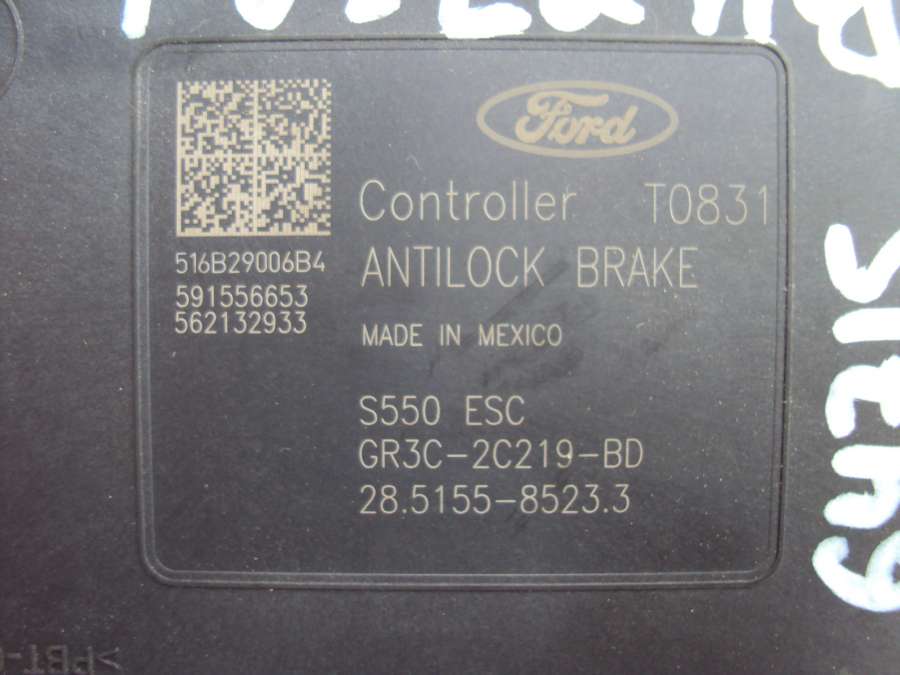 Ford
Controller T0831
ANTILOCK BRAKE
516B29006B4
591556653
562132933
MADE IN MEXICO
S550 ESC
GR3C-2C219-BD
28.5155-8523.3